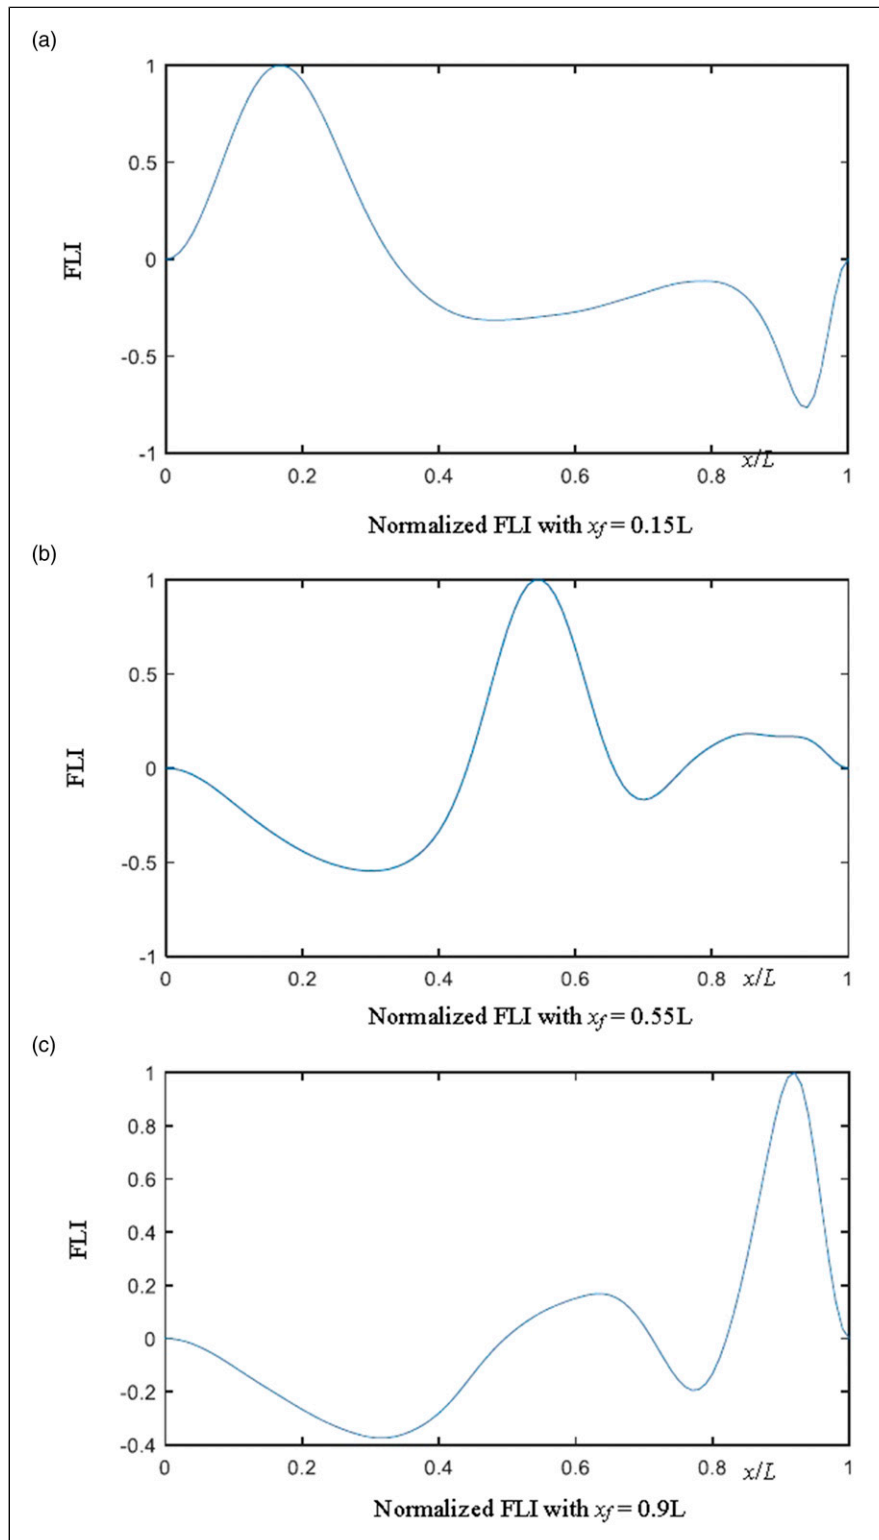 (a)
1
0.5
0
-0.5
-1
FLI
0 0.2 0.4 0.6 0.8 1
x/L
Normalized FLI with xf = 0.15L
(b)
1
0.5
0
-0.5
-1
FLI
0 0.2 0.4 0.6 0.8 x/L 1
Normalized FLI with xf = 0.55L
(c)
1
0.8
0.6
0.4
0.2
0
-0.2
-0.4
FLI
0 0.2 0.4 0.6 0.8 x/L 1
Normalized FLI with xf = 0.9L